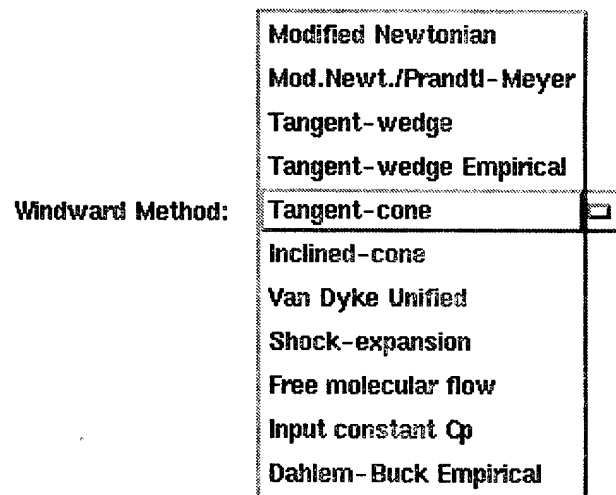 Modified Newtonian
Mod.Newt./Prandtl-Meyer
Tangent-wedge
Tangent-wedge Empirical
Windward Method: Tangent-cone
Inclined-cone
Van Dyke Unified
Shock-expansion
Free molecular flow
Input constant Cp
Dahlem-Buck Empirical